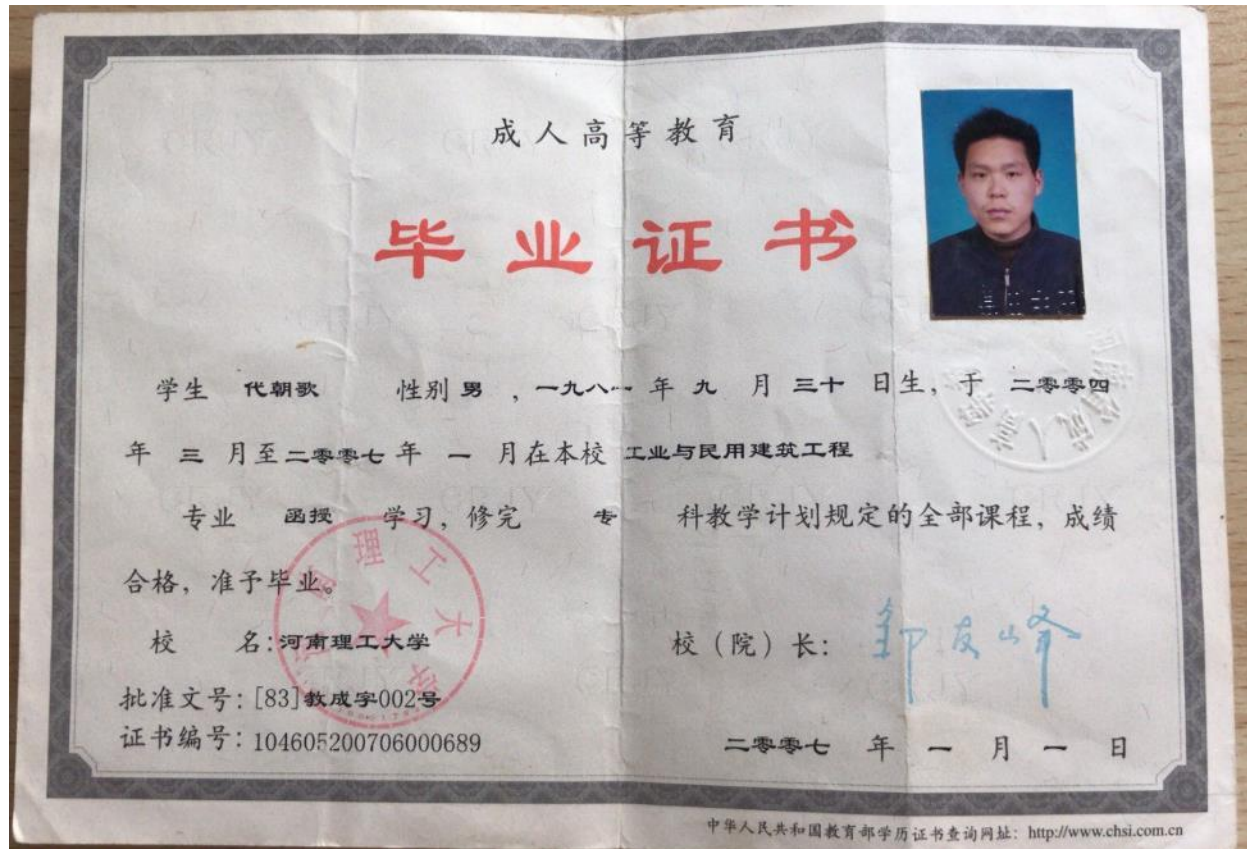 成人高等教育
毕业证书
学生 代朝歌 性别 男 ，一九八一 年 九 月 三十 日生，于 二零零四
年 三 月至 二零零七 年 一 月在本校 工业与民用建筑工程
专业 函授 学习，修完 专 科教学计划规定的全部课程，成绩
合格，准予毕业。
校 名：河南理工大学
校（院）长：邹友峰
批准文号：[83]教成字002号
证书编号：104605200706000689
二零零七 年 一 月 一 日
中华人民共和国教育部学历证书查询网址：http://www.chsi.com.cn